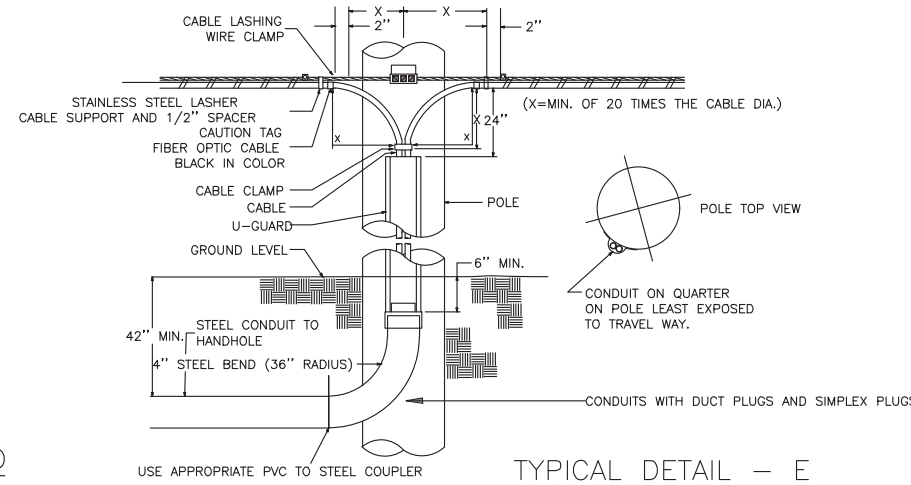 CABLE LASHING
WIRE CLAMP
X
X
2''
2''
STAINLESS STEEL LASHER
CABLE SUPPORT AND 1/2'' SPACER
CAUTION TAG
FIBER OPTIC CABLE
BLACK IN COLOR
(X=MIN. OF 20 TIMES THE CABLE DIA.)
X
24''
x
x
CABLE CLAMP
CABLE
U-GUARD
POLE
POLE TOP VIEW
GROUND LEVEL
6'' MIN.
CONDUIT ON QUARTER
ON POLE LEAST EXPOSED
TO TRAVEL WAY.
42'' MIN.
STEEL CONDUIT TO
HANDHOLE
4'' STEEL BEND (36'' RADIUS)
CONDUITS WITH DUCT PLUGS AND SIMPLEX PLUGS
USE APPROPRIATE PVC TO STEEL COUPLER
TYPICAL DETAIL - E